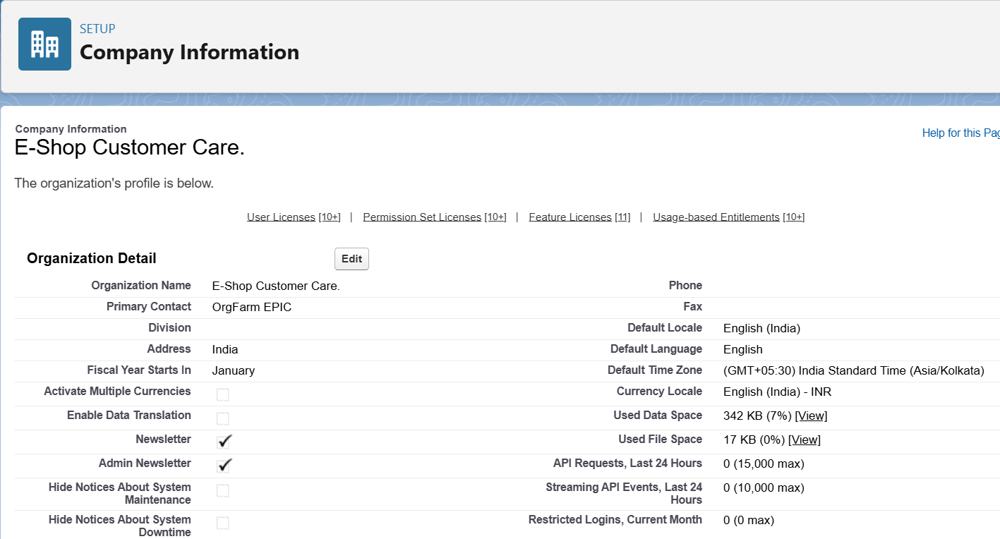 SETUP
Company Information
Company Information
E-Shop Customer Care.
Help for this Pag
The organization's profile is below.
User Licenses [10+] | Permission Set Licenses [10+] | Feature Licenses [11] | Usage-based Entitlements [10+]
Organization Detail Edit
Organization Name E-Shop Customer Care. Phone
Primary Contact OrgFarm EPIC Fax
Division Default Locale English (India)
Address India Default Language English
Fiscal Year Starts In January Default Time Zone (GMT+05:30) India Standard Time (Asia/Kolkata)
Activate Multiple Currencies Currency Locale English (India) - INR
Enable Data Translation Used Data Space 342 KB (7%) [View]
Newsletter Used File Space 17 KB (0%) [View]
Admin Newsletter API Requests, Last 24 Hours 0 (15,000 max)
Hide Notices About System Streaming API Events, Last 24 0 (10,000 max)
Maintenance Hours
Hide Notices About System Restricted Logins, Current Month 0 (0 max)
Downtime